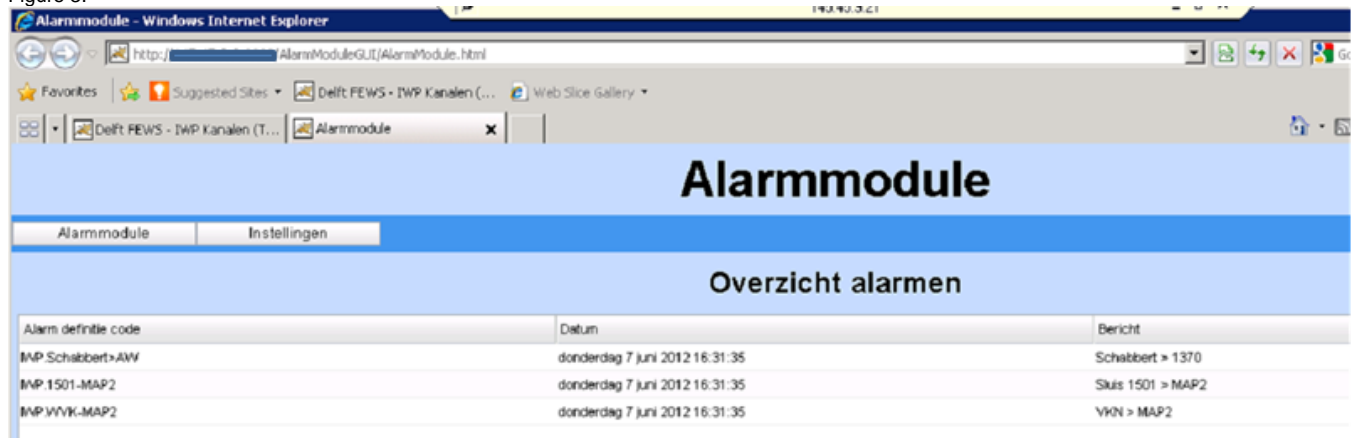 Alarmmodule - Windows Internet Explorer
http:// /AlarmModuleGUI/AlarmModule.html
Favorites Suggested Sites Delft FEWS - IWP Kanalen (... Web Slice Gallery
Delft FEWS - IWP Kanalen (T... Alarmmodule
Alarmmodule
Alarmmodule Instellingen
Overzicht alarmen
Alarm definitie code Datum Bericht
IWP.Schabbert>AW donderdag 7 juni 2012 16:31:35 Schabbert > 1370
IWP.1501-MAP2 donderdag 7 juni 2012 16:31:35 Sluis 1501 > MAP2
IWP.WVK-MAP2 donderdag 7 juni 2012 16:31:35 VKN > MAP2